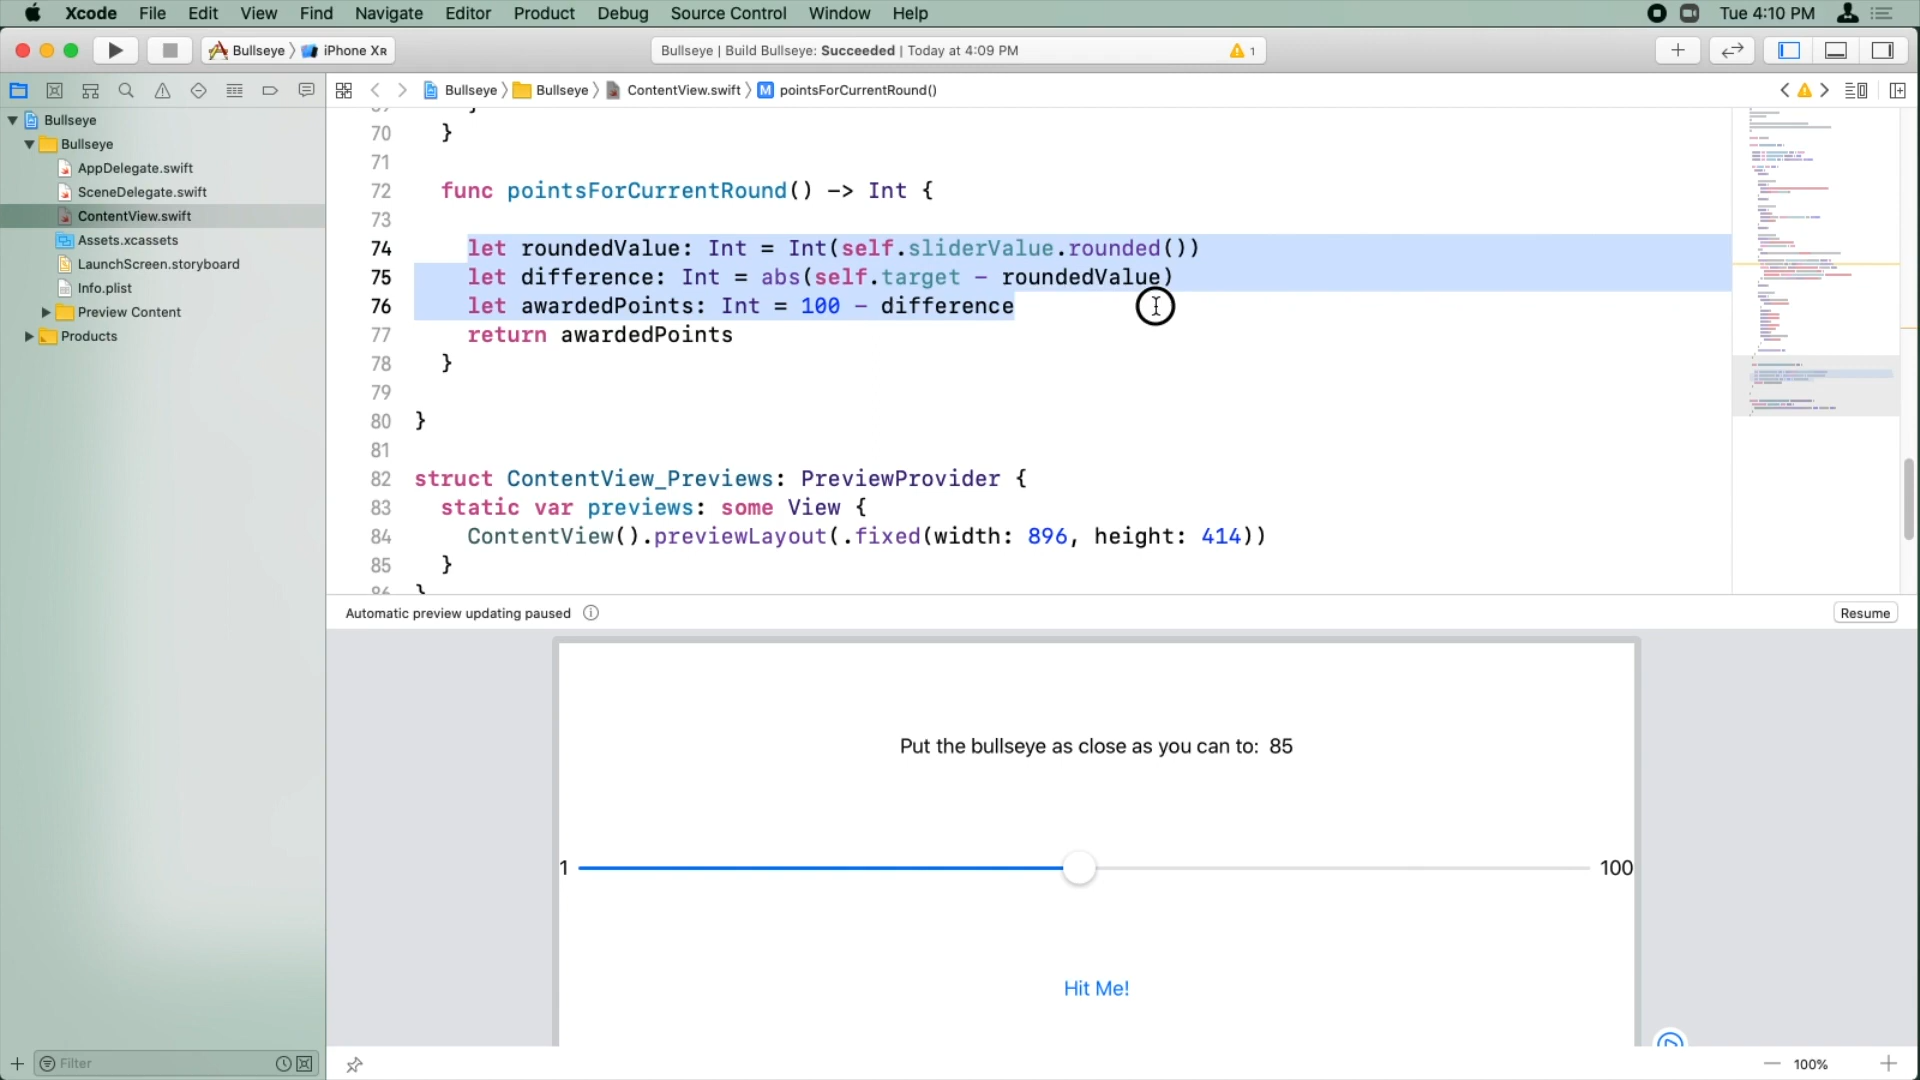 Xcode File Edit View Find Navigate Editor Product Debug Source Control Window Help Tue 4:10 PM
Bullseye 〉 iPhone Xʀ Bullseye | Build Bullseye: Succeeded | Today at 4:09 PM 1
Bullseye 〉 Bullseye 〉 ContentView.swift 〉 M pointsForCurrentRound()
Bullseye
Bullseye
AppDelegate.swift
SceneDelegate.swift
ContentView.swift
Assets.xcassets
LaunchScreen.storyboard
Info.plist
Preview Content
Products
70 }
71
72 func pointsForCurrentRound() -> Int {
73
74 let roundedValue: Int = Int(self.sliderValue.rounded())
75 let difference: Int = abs(self.target - roundedValue)
76 let awardedPoints: Int = 100 - difference
77 return awardedPoints
78 }
79
80 }
81
82 struct ContentView_Previews: PreviewProvider {
83 static var previews: some View {
84 ContentView().previewLayout(.fixed(width: 896, height: 414))
85 }
86 }
Automatic preview updating paused Resume
Put the bullseye as close as you can to: 85
1 100
Hit Me!
Filter 100%